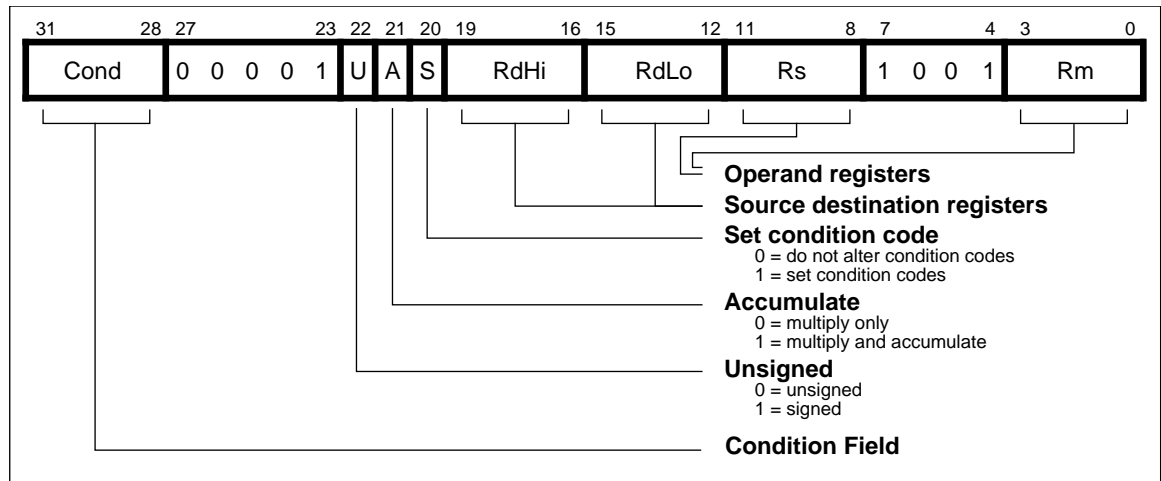 31 28 27 23 22 21 20 19 16 15 12 11 8 7 4 3 0
Cond 0 0 0 0 1 U A S RdHi RdLo Rs 1 0 0 1 Rm
Operand registers
Source destination registers
Set condition code
0 = do not alter condition codes
1 = set condition codes
Accumulate
0 = multiply only
1 = multiply and accumulate
Unsigned
0 = unsigned
1 = signed
Condition Field